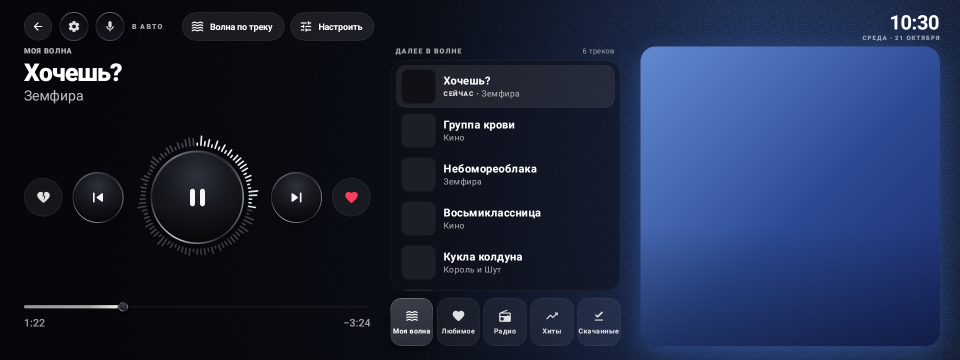 В АВТО
Волна по треку
Настроить
10:30
СРЕДА · 21 ОКТЯБРЯ
МОЯ ВОЛНА
Хочешь?
Земфира
1:22
−3:24
ДАЛЕЕ В ВОЛНЕ
6 треков
Хочешь?
СЕЙЧАС · Земфира
Группа крови
Кино
Небомореоблака
Земфира
Восьмиклассница
Кино
Кукла колдуна
Король и Шут
Моя волна
Любимое
Радио
Хиты
Скачанные